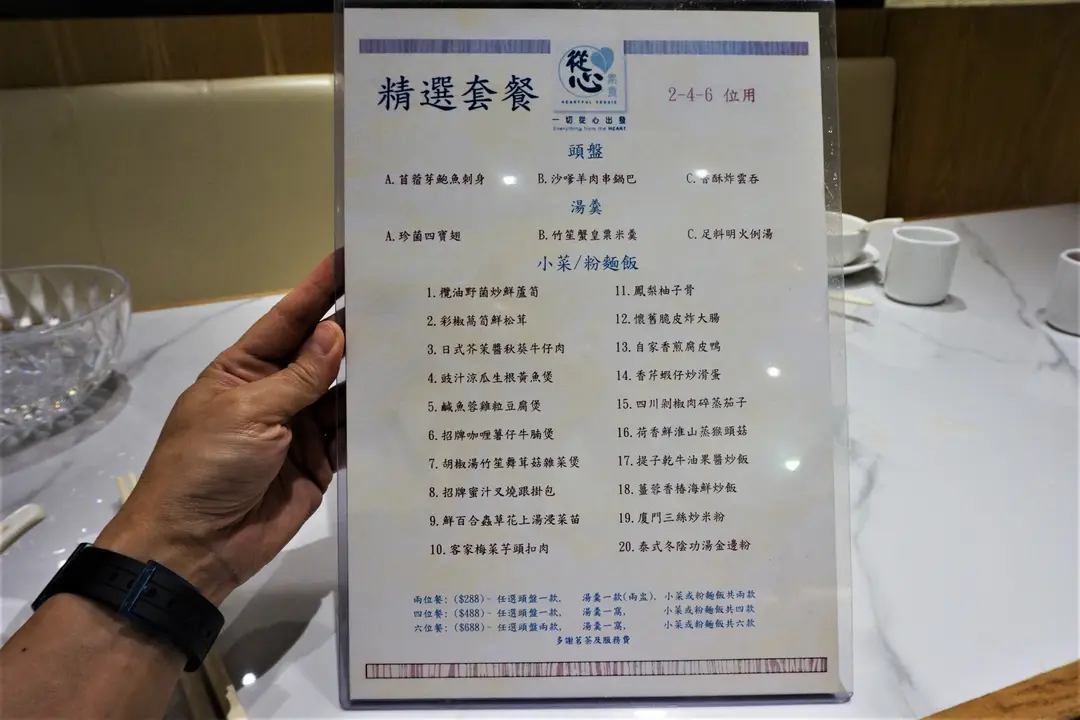 精選套餐
從心
素食
HEARTFUL VEGGIE
一切從心出發
Everything from the HEART
2-4-6 位用
頭盤
A.苜蓿芽鮑魚刺身 B.沙嗲羊肉串鍋巴 C.香酥炸雲吞
湯羹
A.珍菌四寶翅 B.竹笙蟹皇粟米羹 C.足料明火例湯
小菜/粉麵飯
1.欖油野菌炒鮮蘆筍
2.彩椒萵筍鮮松茸
3.日式芥茉醬秋葵牛仔肉
4.豉汁涼瓜生根黃魚煲
5.鹹魚蓉雞粒豆腐煲
6.招牌咖喱薯仔牛腩煲
7.胡椒湯竹笙舞茸菇雜菜煲
8.招牌蜜汁叉燒跟掛包
9.鮮百合蟲草花上湯浸菜苗
10.客家梅菜芋頭扣肉
11.鳳梨柚子骨
12.懷舊脆皮炸大腸
13.自家香煎腐皮鴨
14.香芹蝦仔炒滑蛋
15.四川剁椒肉碎蒸茄子
16.荷香鮮淮山蒸猴頭菇
17.提子乾牛油果醬炒飯
18.薑蓉香椿海鮮炒飯
19.廈門三絲炒米粉
20.泰式冬陰功湯金邊粉
兩位餐:($288)- 任選頭盤一款, 湯羹一款(兩盅), 小菜或粉麵飯共兩款
四位餐:($488)- 任選頭盤一款, 湯羹一窩, 小菜或粉麵飯共四款
六位餐:($688)- 任選頭盤兩款, 湯羹一窩, 小菜或粉麵飯共六款
多謝茗茶及服務費